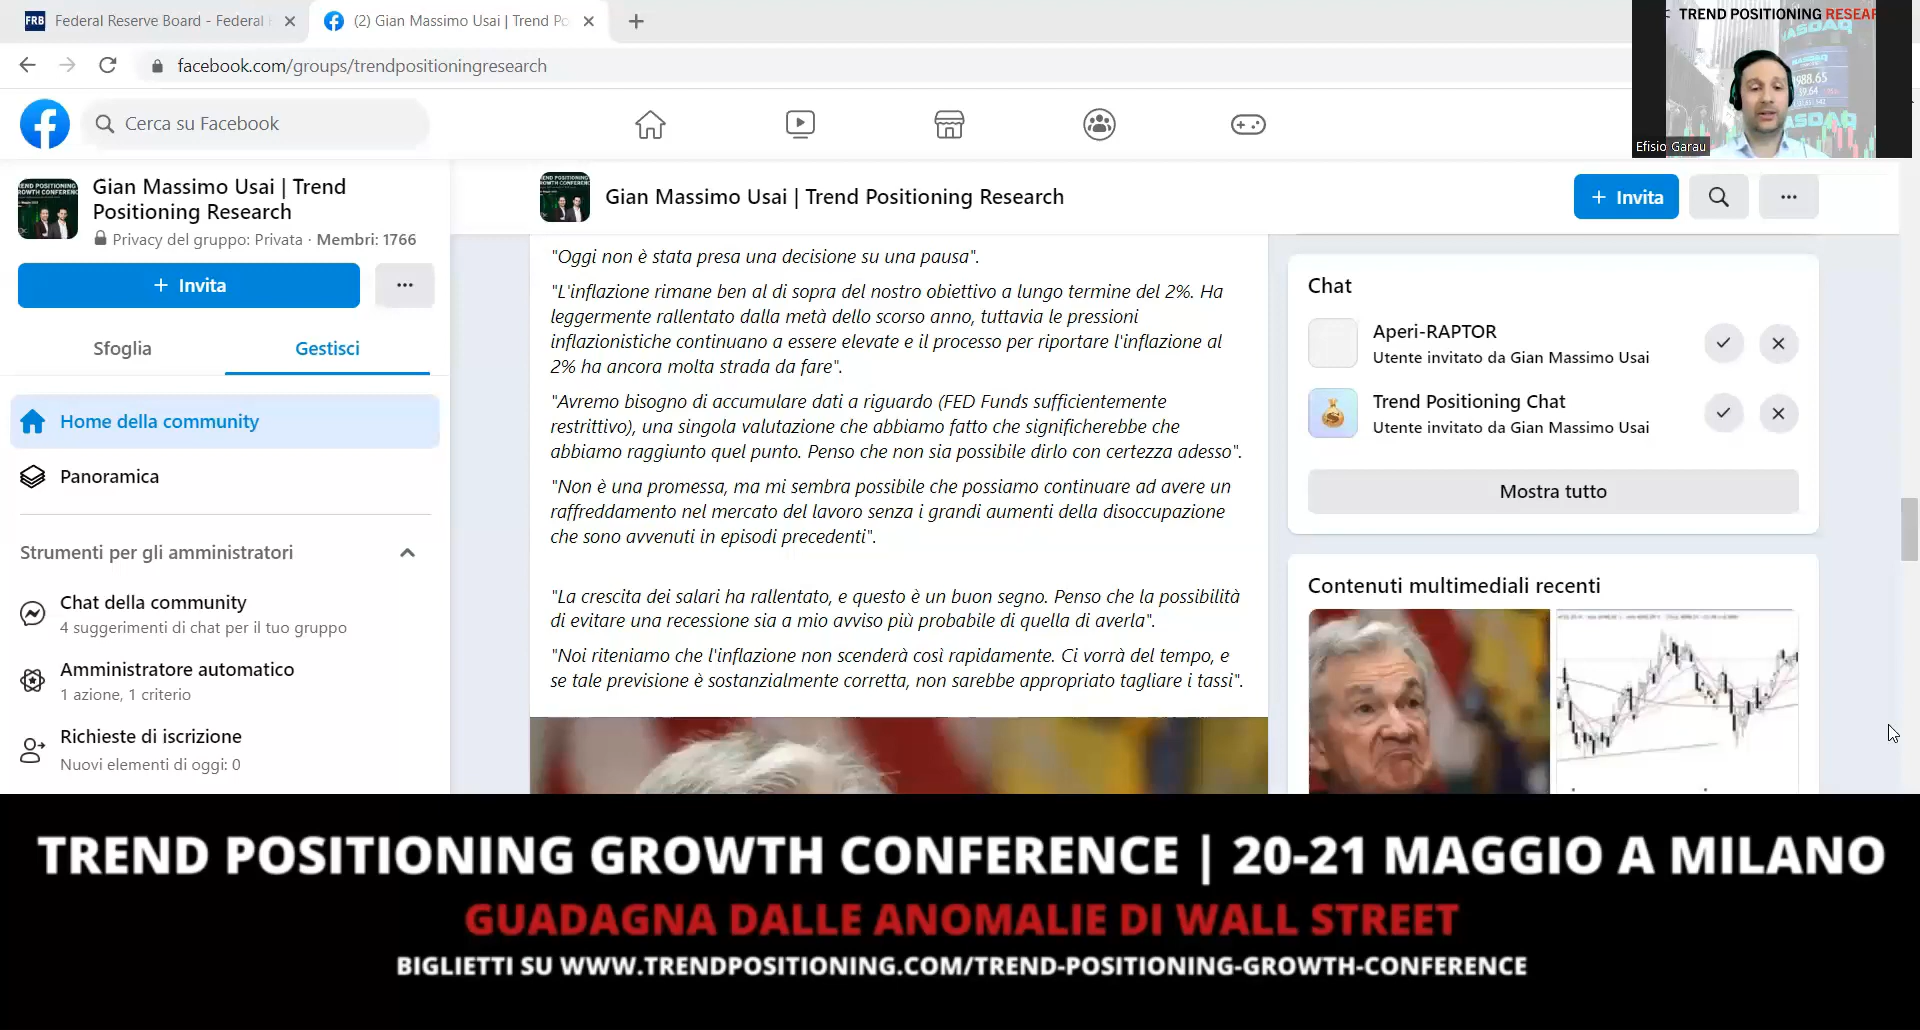 FRB Federal Reserve Board - Federal
(2) Gian Massimo Usai | Trend Po
facebook.com/groups/trendpositioningresearch
TREND POSITIONING RESEAR
NASDAQ
Efisio Garau
Cerca su Facebook
Gian Massimo Usai | Trend
Positioning Research
Privacy del gruppo: Privata · Membri: 1766
+ Invita
Sfoglia
Gestisci
Home della community
Panoramica
Strumenti per gli amministratori
Chat della community
4 suggerimenti di chat per il tuo gruppo
Amministratore automatico
1 azione, 1 criterio
Richieste di iscrizione
Nuovi elementi di oggi: 0
Gian Massimo Usai | Trend Positioning Research
+ Invita
"Oggi non è stata presa una decisione su una pausa".
"L'inflazione rimane ben al di sopra del nostro obiettivo a lungo termine del 2%. Ha
leggermente rallentato dalla metà dello scorso anno, tuttavia le pressioni
inflazionistiche continuano a essere elevate e il processo per riportare l'inflazione al
2% ha ancora molta strada da fare".
"Avremo bisogno di accumulare dati a riguardo (FED Funds sufficientemente
restrittivo), una singola valutazione che abbiamo fatto che significherebbe che
abbiamo raggiunto quel punto. Penso che non sia possibile dirlo con certezza adesso".
"Non è una promessa, ma mi sembra possibile che possiamo continuare ad avere un
raffreddamento nel mercato del lavoro senza i grandi aumenti della disoccupazione
che sono avvenuti in episodi precedenti".
"La crescita dei salari ha rallentato, e questo è un buon segno. Penso che la possibilità
di evitare una recessione sia a mio avviso più probabile di quella di averla".
"Noi riteniamo che l'inflazione non scenderà così rapidamente. Ci vorrà del tempo, e
se tale previsione è sostanzialmente corretta, non sarebbe appropriato tagliare i tassi".
Chat
Aperi-RAPTOR
Utente invitato da Gian Massimo Usai
Trend Positioning Chat
Utente invitato da Gian Massimo Usai
Mostra tutto
Contenuti multimediali recenti
TREND POSITIONING GROWTH CONFERENCE | 20-21 MAGGIO A MILANO
GUADAGNA DALLE ANOMALIE DI WALL STREET
BIGLIETTI SU WWW.TRENDPOSITIONING.COM/TREND-POSITIONING-GROWTH-CONFERENCE